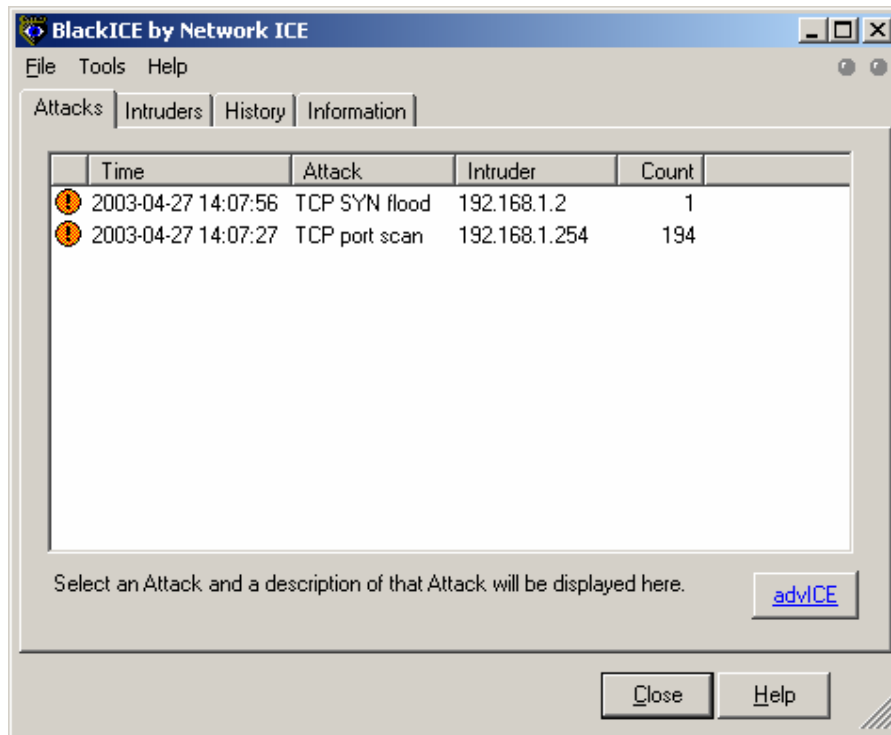 BlackICE by Network ICE
File Tools Help
Attacks Intruders History Information
Time Attack Intruder Count
2003-04-27 14:07:56 TCP SYN flood 192.168.1.2 1
2003-04-27 14:07:27 TCP port scan 192.168.1.254 194
Select an Attack and a description of that Attack will be displayed here.
advICE
Close Help